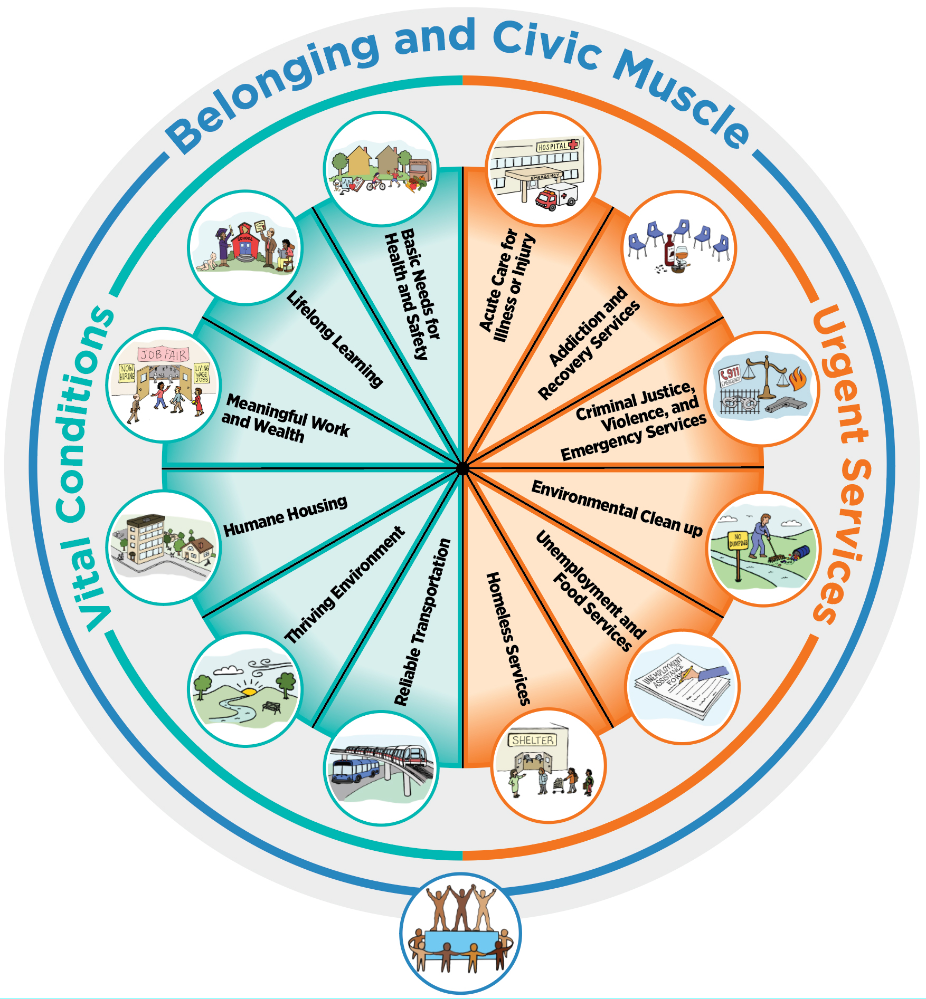 Belonging and Civic Muscle
Vital Conditions
Urgent Services
Basic Needs for
Health and Safety
FARM FRESH
Lifelong Learning
SCHOOL
Meaningful Work
and Wealth
JOB FAIR
NOW
HIRING
LIVING
WAGE
JOBS
Humane Housing
Thriving Environment
Reliable Transportation
Acute Care for
Illness or Injury
HOSPITAL
EMERGENCY
Addiction and
Recovery Services
Criminal Justice,
Violence, and
Emergency Services
911
EMERGENCY
Environmental Clean up
NO
DUMPING
Unemployment and
Food Services
UNEMPLOYMENT
ASSISTANCE
FORM
Homeless Services
SHELTER